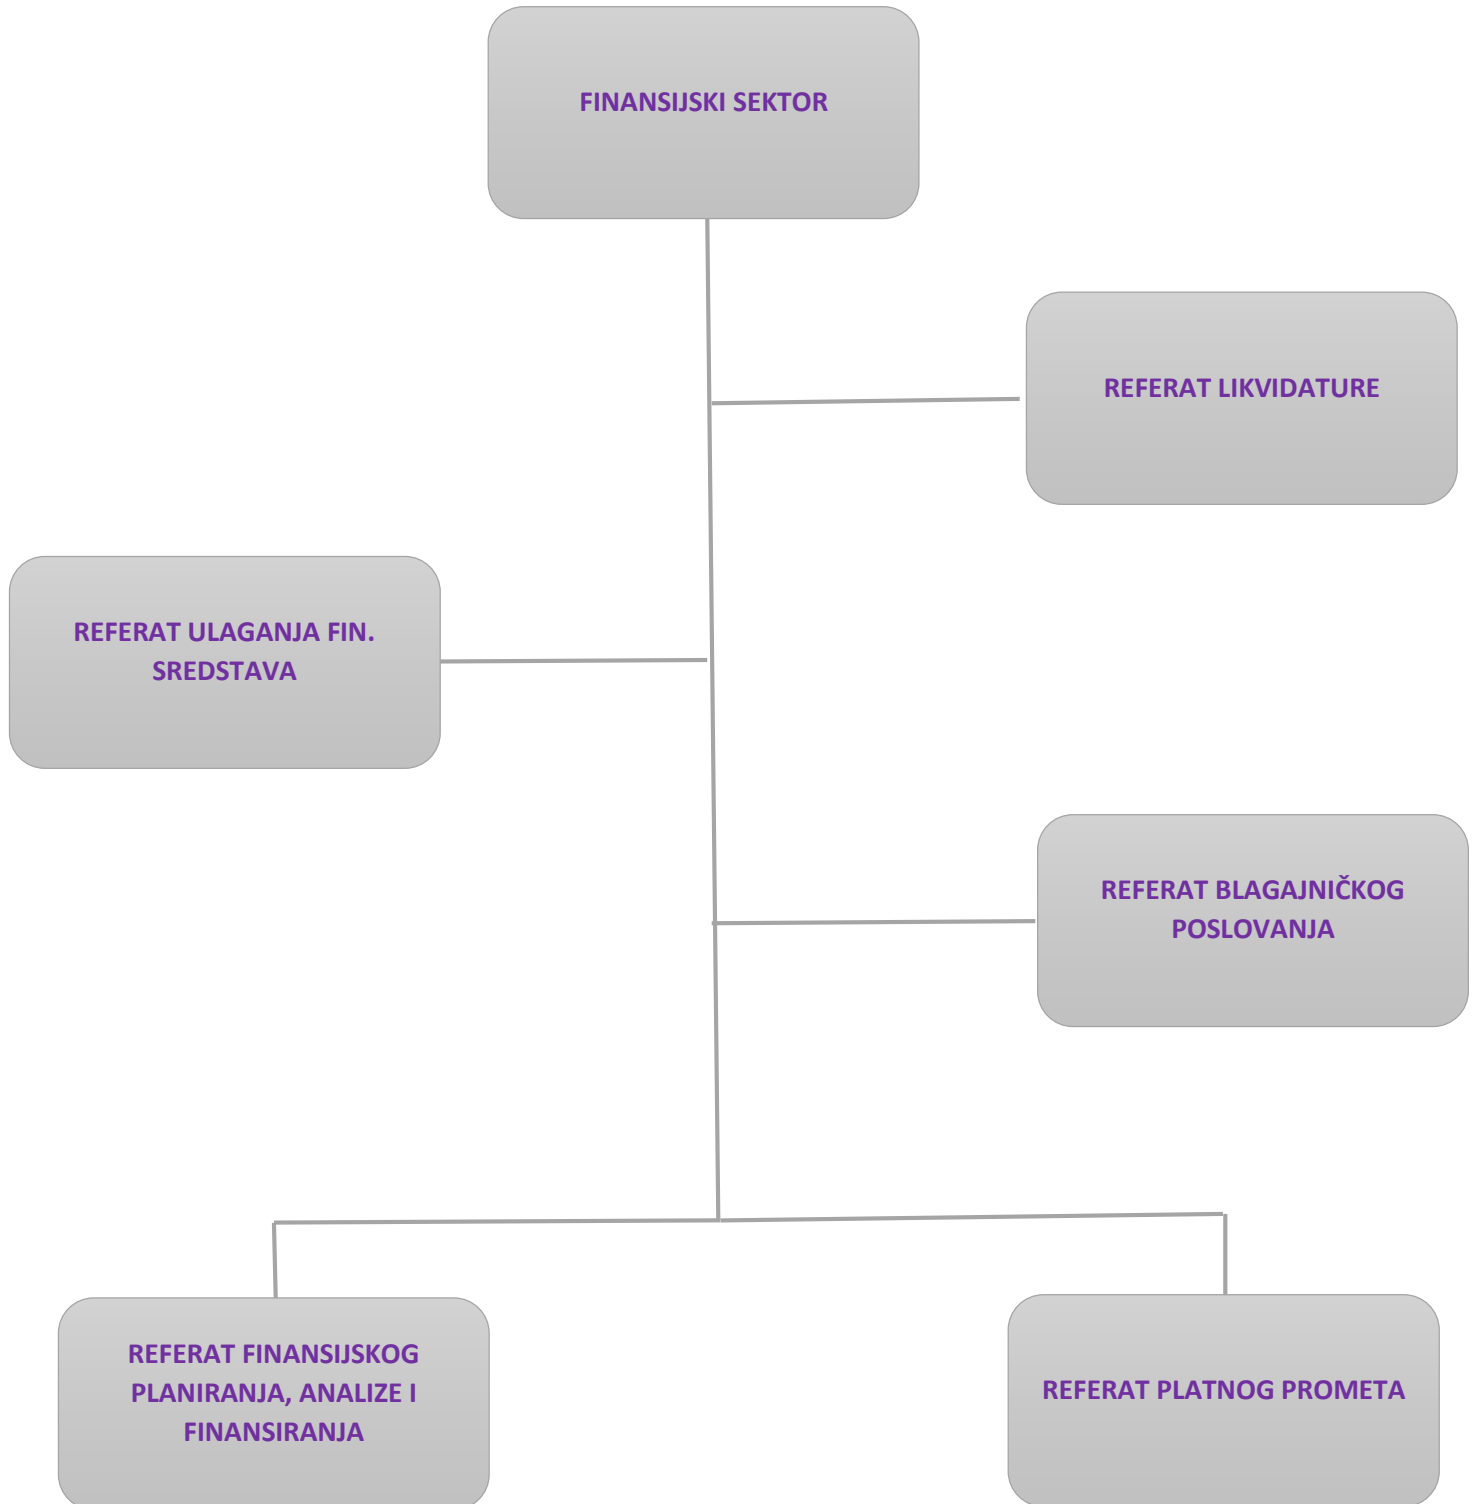 FINANSIJSKI SEKTOR
REFERAT LIKVIDATURE
REFERAT ULAGANJA FIN.
SREDSTAVA
REFERAT BLAGAJNIČKOG
POSLOVANJA
REFERAT FINANSIJSKOG
PLANIRANJA, ANALIZE I
FINANSIRANJA
REFERAT PLATNOG PROMETA